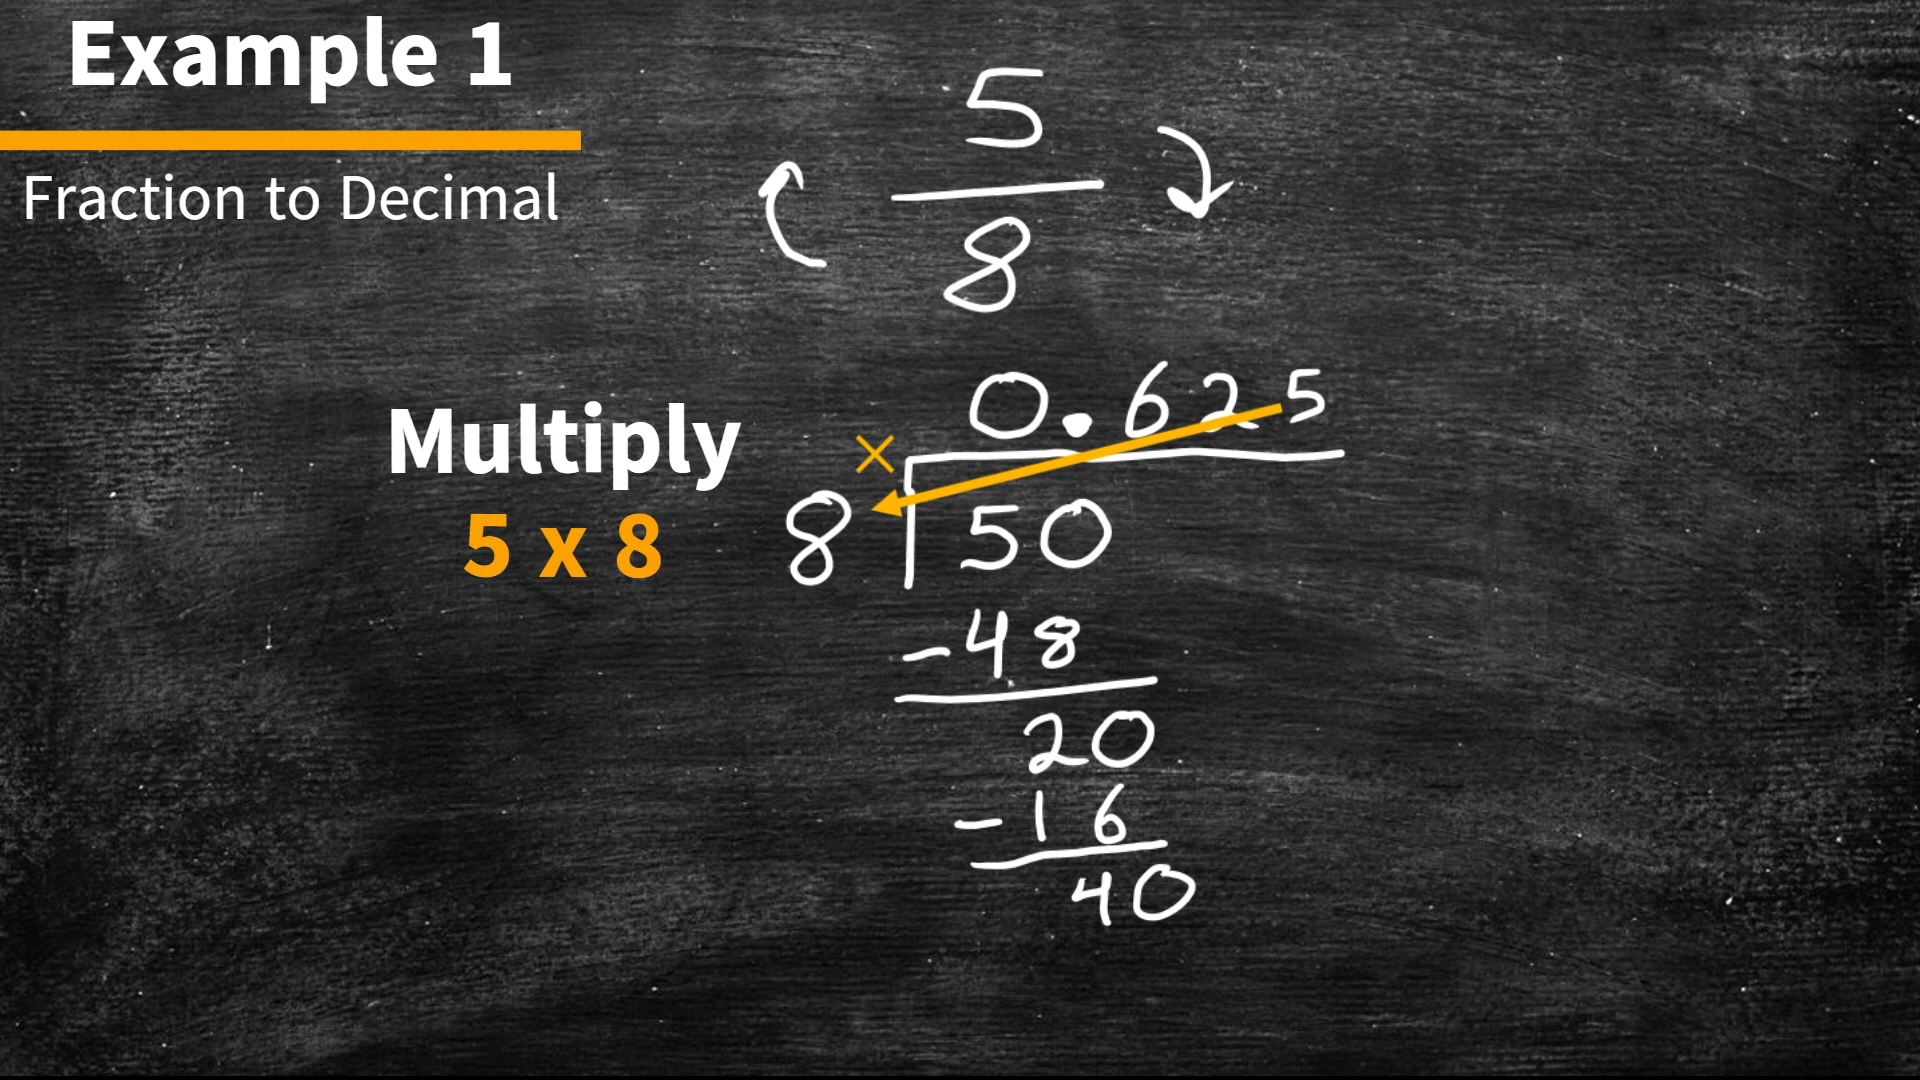 Example 1
Fraction to Decimal
5
8
0.625
Multiply
×
5 x 8
8
50
-48
20
-16
40